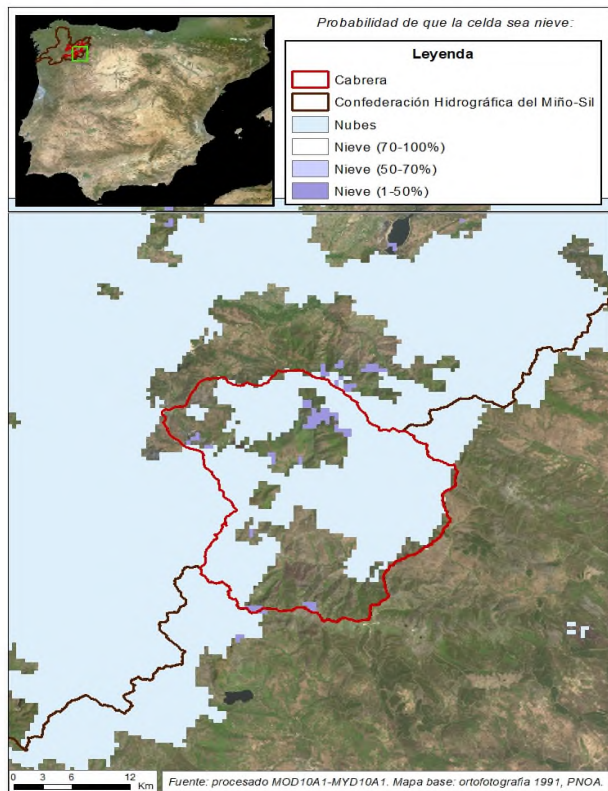 Probabilidad de que la celda sea nieve:
Leyenda
Cabrera
Confederación Hidrográfica del Miño-Sil
Nubes
Nieve (70-100%)
Nieve (50-70%)
Nieve (1-50%)
0 3 6 12
Km
Fuente: procesado MOD10A1-MYD10A1. Mapa base: ortofotografía 1991, PNOA.